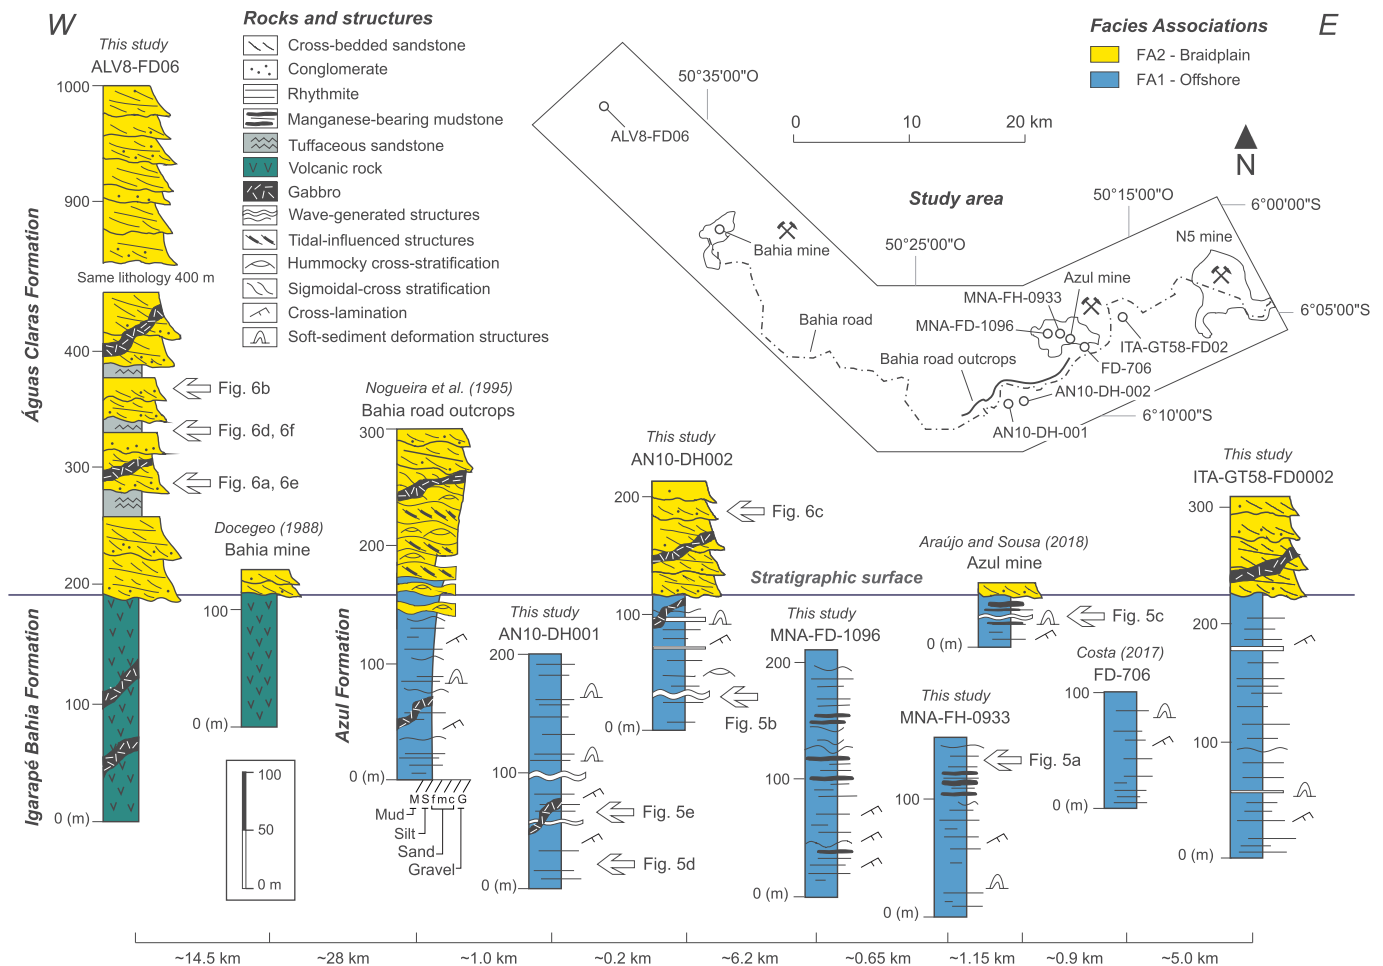 W
This study
ALV8-FD06
1000
900
Same lithology 400 m
400
300
200
100
0 (m)
Águas Claras Formation
Igarapé Bahia Formation
Fig. 6b
Fig. 6d, 6f
Fig. 6a, 6e
Rocks and structures
Cross-bedded sandstone
Conglomerate
Rhythmite
Manganese-bearing mudstone
Tuffaceous sandstone
Volcanic rock
Gabbro
Wave-generated structures
Tidal-influenced structures
Hummocky cross-stratification
Sigmoidal-cross stratification
Cross-lamination
Soft-sediment deformation structures
Facies Associations
FA2 - Braidplain
FA1 - Offshore
E
N
50°35'00"O
50°25'00"O
50°15'00"O
6°00'00"S
6°05'00"S
6°10'00"S
0
10
20 km
Study area
ALV8-FD06
Bahia mine
Bahia road
Bahia road outcrops
N5 mine
Azul mine
MNA-FH-0933
MNA-FD-1096
ITA-GT58-FD02
FD-706
AN10-DH-002
AN10-DH-001
Docegeo (1988)
Bahia mine
100
0 (m)
100
50
0 m
Nogueira et al. (1995)
Bahia road outcrops
300
200
100
0 (m)
Azul Formation
M S f m c G
Mud
Silt
Sand
Gravel
This study
AN10-DH001
200
100
0 (m)
Fig. 5e
Fig. 5d
This study
AN10-DH002
200
100
0 (m)
Fig. 6c
Fig. 5b
Stratigraphic surface
This study
MNA-FD-1096
200
100
0 (m)
This study
MNA-FH-0933
100
0 (m)
Fig. 5a
Araújo and Sousa (2018)
Azul mine
0 (m)
Fig. 5c
Costa (2017)
FD-706
100
0 (m)
This study
ITA-GT58-FD0002
300
200
100
0 (m)
~14.5 km
~28 km
~1.0 km
~0.2 km
~6.2 km
~0.65 km
~1.15 km
~0.9 km
~5.0 km